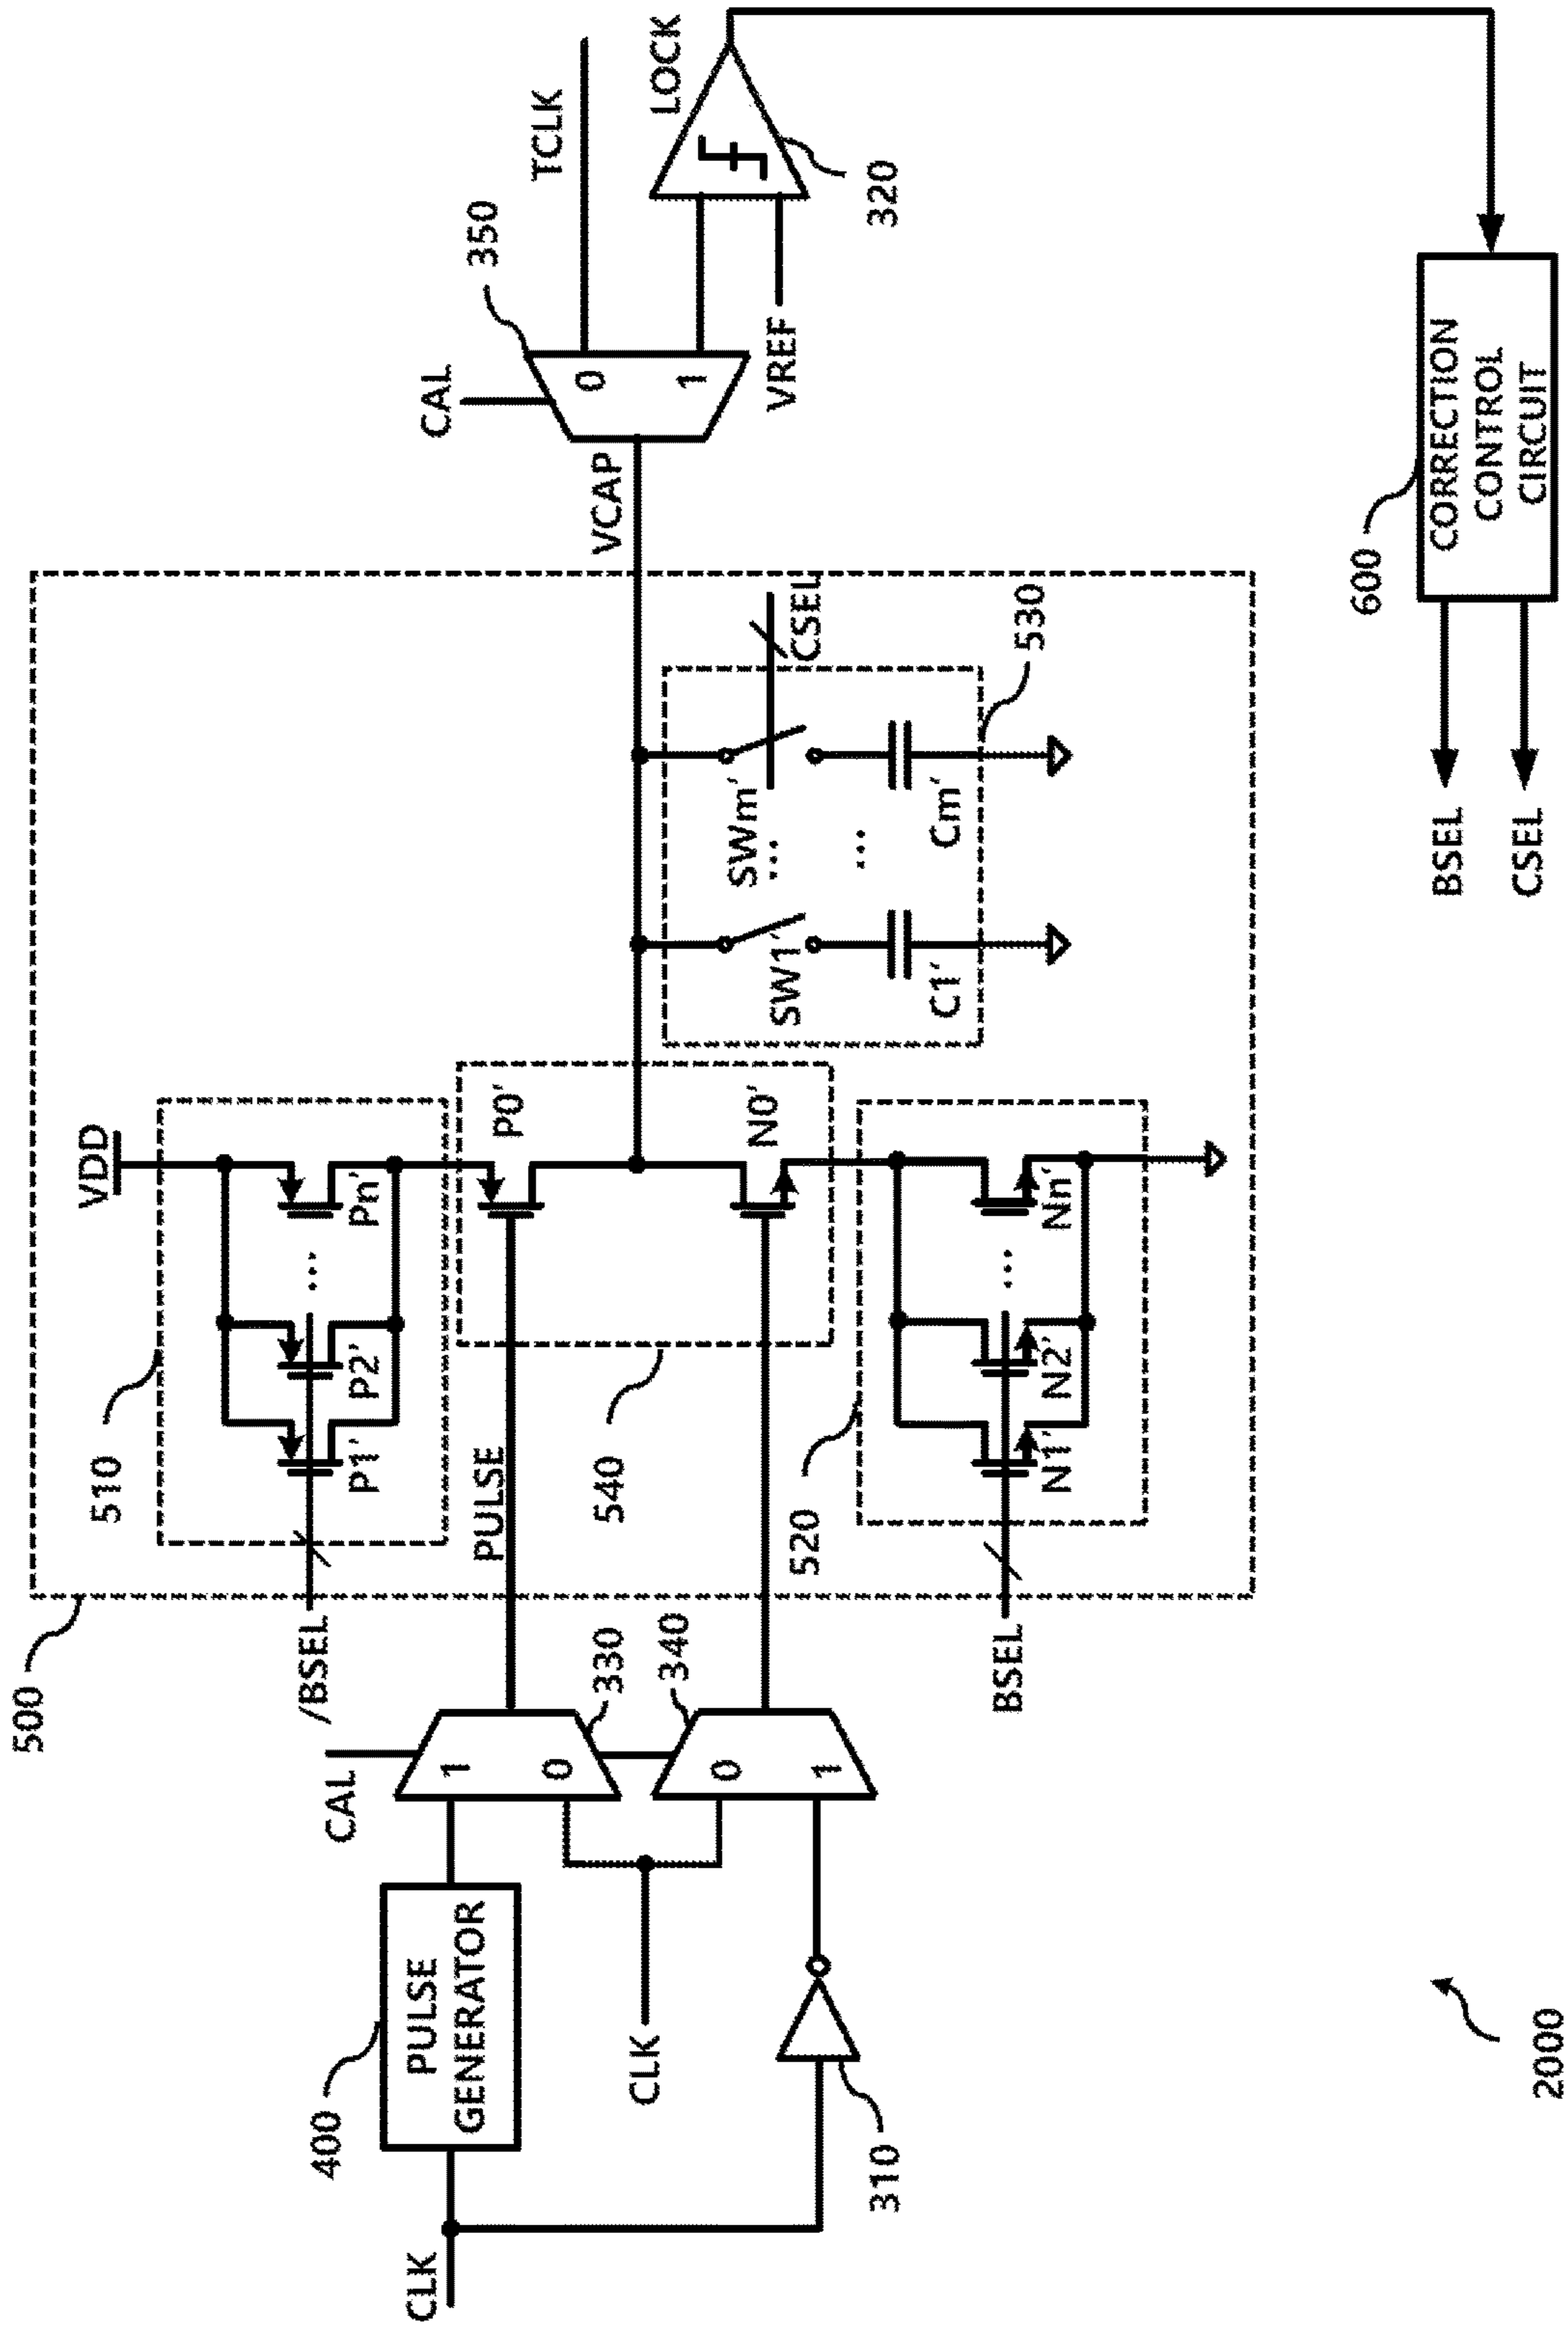 500
VDD
510
/BSEL
P1'
P2'
...
Pn'
CAL
PULSE
P0'
540
N0'
CLK
400
PULSE
GENERATOR
1
0
330
340
0
1
CLK
310
520
BSEL
N1'
N2'
...
Nn'
VCAP
SW1'
...
SWm'
CSEL
C1'
...
Cm'
530
CAL
350
0
1
TCLK
VREF
LOCK
320
600
CORRECTION
CONTROL
CIRCUIT
BSEL
CSEL
2000